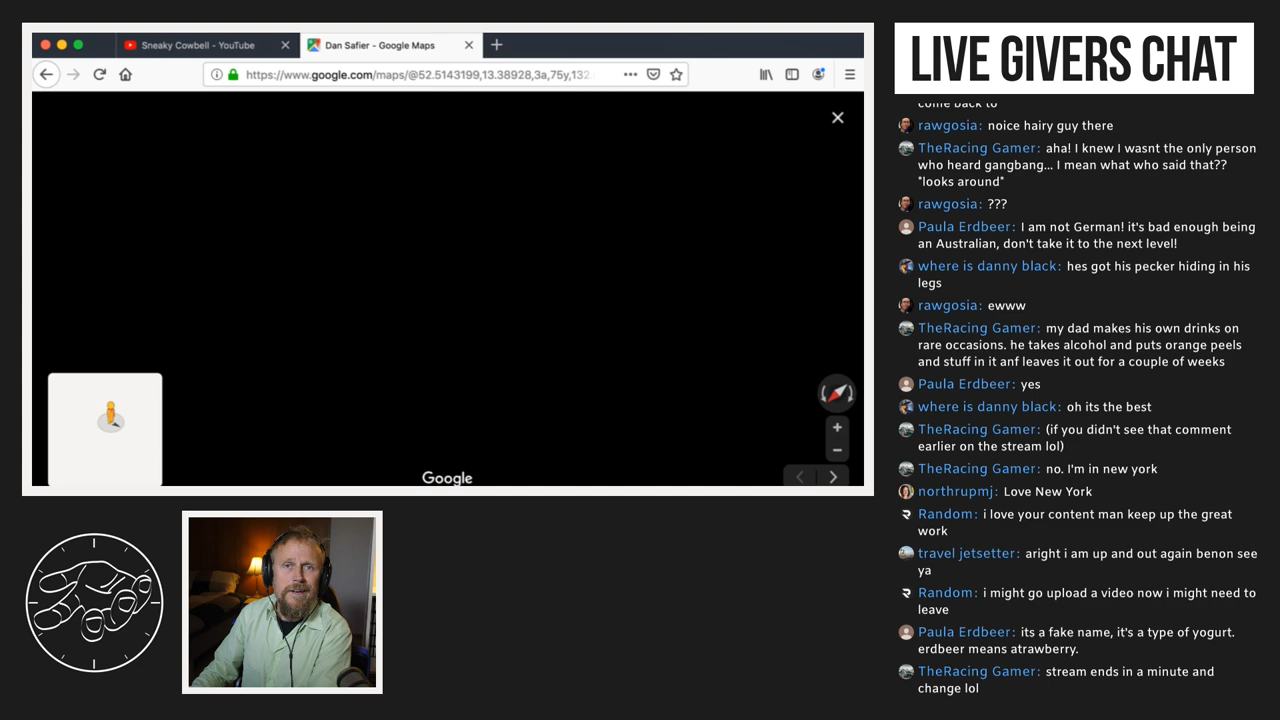 Sneaky Cowbell - YouTube
Dan Safier - Google Maps
https://www.google.com/maps/@52.5143199,13.38928,3a,75y,132
Google
LIVE GIVERS CHAT
come back to
rawgosia: noice hairy guy there
TheRacing Gamer: aha! I knew I wasnt the only person
who heard gangbang... I mean what who said that??
*looks around*
rawgosia: ???
Paula Erdbeer: I am not German! it's bad enough being
an Australian, don't take it to the next level!
where is danny black: hes got his pecker hiding in his
legs
rawgosia: ewww
TheRacing Gamer: my dad makes his own drinks on
rare occasions. he takes alcohol and puts orange peels
and stuff in it anf leaves it out for a couple of weeks
Paula Erdbeer: yes
where is danny black: oh its the best
TheRacing Gamer: (if you didn't see that comment
earlier on the stream lol)
TheRacing Gamer: no. I'm in new york
northrupmj: Love New York
Random: i love your content man keep up the great
work
travel jetsetter: aright i am up and out again benon see
ya
Random: i might go upload a video now i might need to
leave
Paula Erdbeer: its a fake name, it's a type of yogurt.
erdbeer means atrawberry.
TheRacing Gamer: stream ends in a minute and
change lol